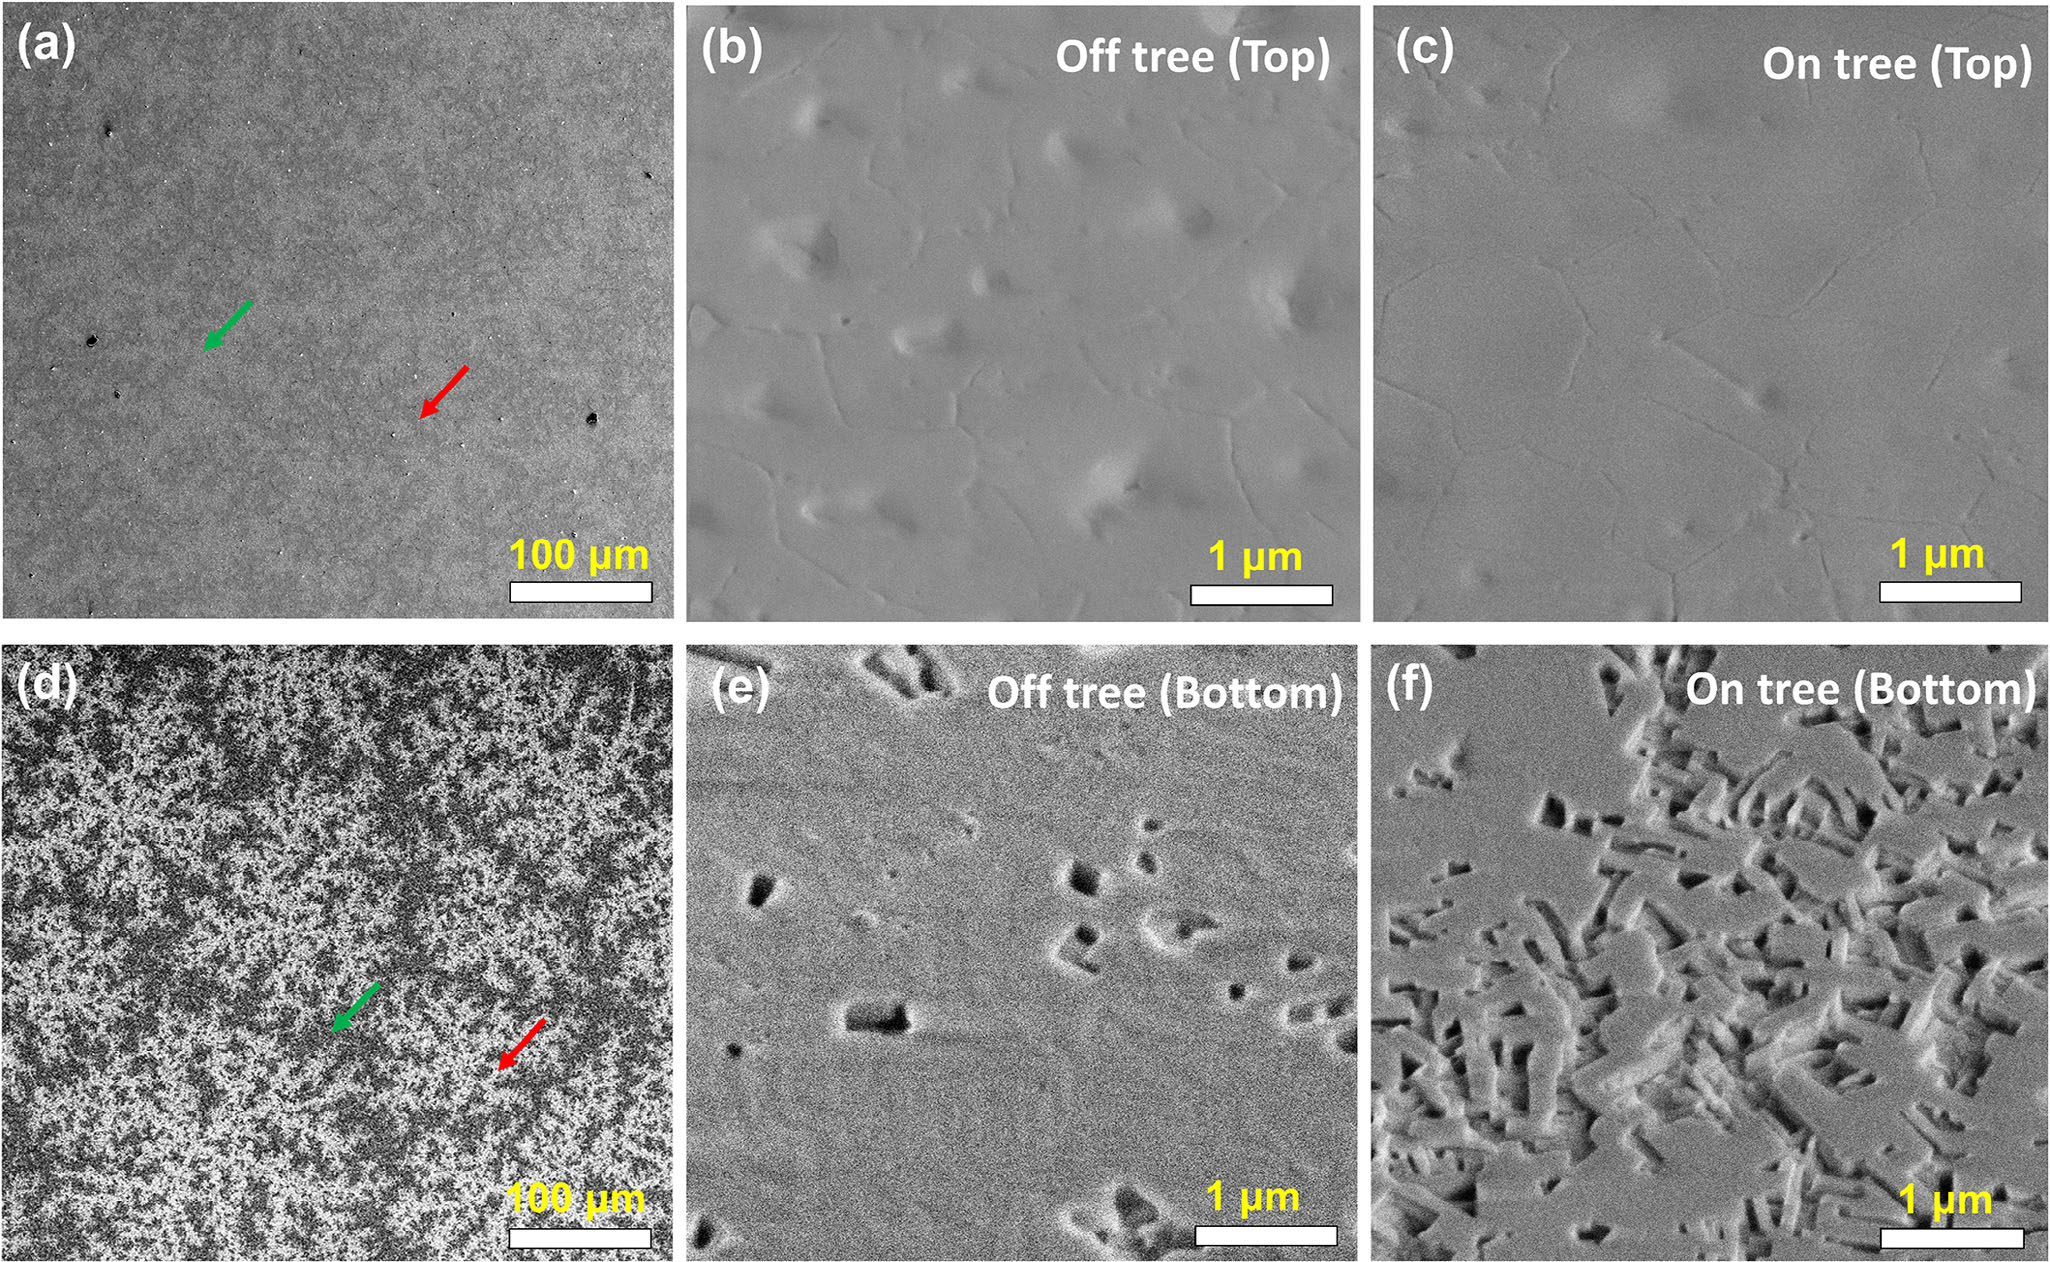 (a)
100 µm
(b)
Off tree (Top)
1 µm
(c)
On tree (Top)
1 µm
(d)
100 µm
(e)
Off tree (Bottom)
1 µm
(f)
On tree (Bottom)
1 µm